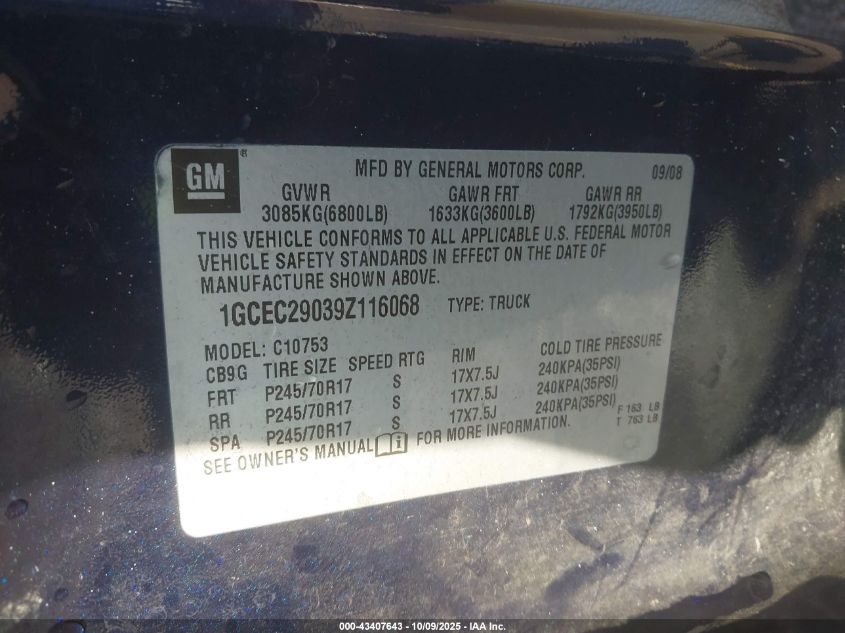 GM ® MFD BY GENERAL MOTORS CORP. 09/08
GVWR GAWR FRT GAWR RR
3085KG(6800LB) 1633KG(3600LB) 1792KG(3950LB)
THIS VEHICLE CONFORMS TO ALL APPLICABLE U.S. FEDERAL MOTOR
VEHICLE SAFETY STANDARDS IN EFFECT ON THE DATE OF
MANUFACTURE SHOWN ABOVE.
1GCEC29039Z116068 TYPE: TRUCK
MODEL: C10753
CB9G TIRE SIZE SPEED RTG RIM COLD TIRE PRESSURE
FRT P245/70R17 S 17X7.5J 240KPA(35PSI)
RR P245/70R17 S 17X7.5J 240KPA(35PSI)
SPA P245/70R17 S 17X7.5J 240KPA(35PSI) F 163 LB
SEE OWNER'S MANUAL i FOR MORE INFORMATION. T 763 LB
000-43407643 - 10/09/2025 - IAA Inc.